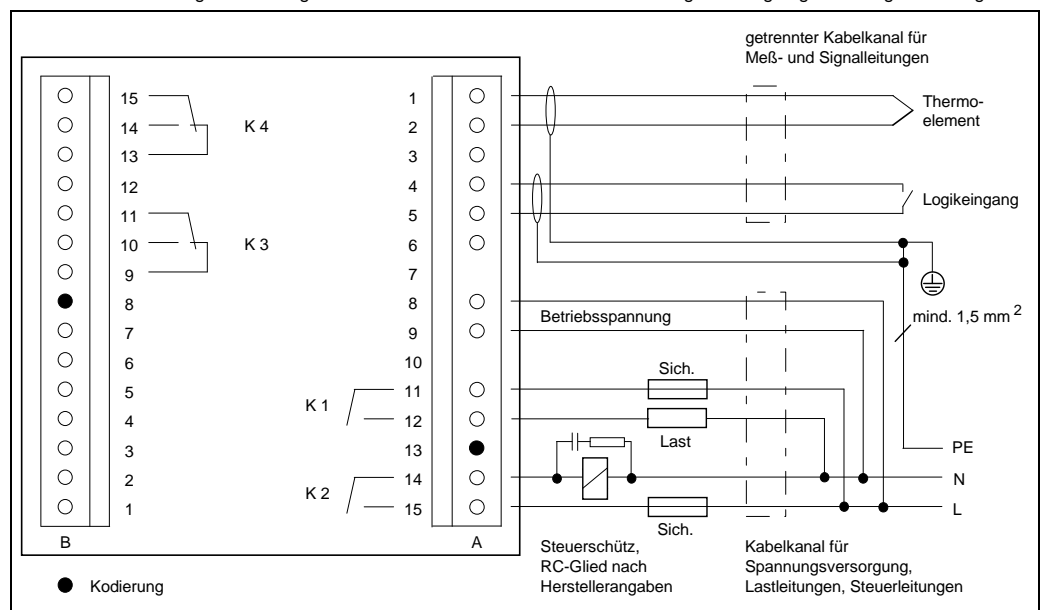 getrennter Kabelkanal für
Meß- und Signalleitungen
15
14
13
12
11
10
9
8
7
6
5
4
3
2
1
B
K 4
K 3
K 1
K 2
1
2
3
4
5
6
7
8
9
10
11
12
13
14
15
A
Thermo-
element
Logikeingang
mind. 1,5 mm 2
Betriebsspannung
Sich.
Last
PE
N
L
Sich.
Steuerschütz,
RC-Glied nach
Herstellerangaben
Kabelkanal für
Spannungsversorgung,
Lastleitungen, Steuerleitungen
Kodierung